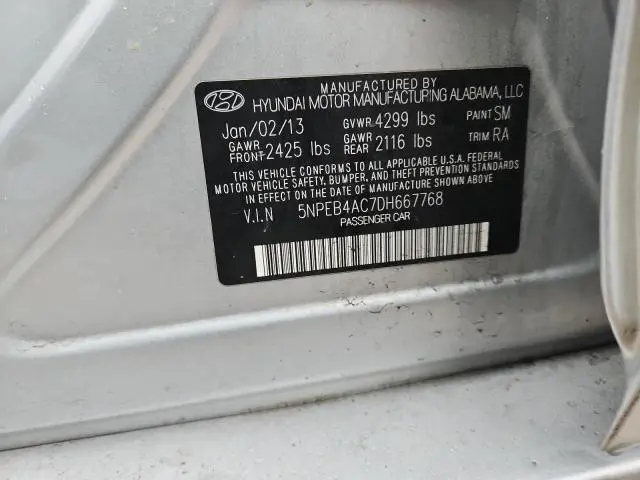 MANUFACTURED BY
HYUNDAI MOTOR MANUFACTURING ALABAMA, LLC
Jan/02/13 GVWR 4299 lbs PAINT SM
GAWR FRONT 2425 lbs GAWR REAR 2116 lbs TRIM RA
THIS VEHICLE CONFORMS TO ALL APPLICABLE U.S.A. FEDERAL
MOTOR VEHICLE SAFETY, BUMPER, AND THEFT PREVENTION STANDARDS
IN EFFECT ON THE DATE OF MANUFACTURE SHOWN ABOVE.
V.I.N 5NPEB4AC7DH667768
PASSENGER CAR